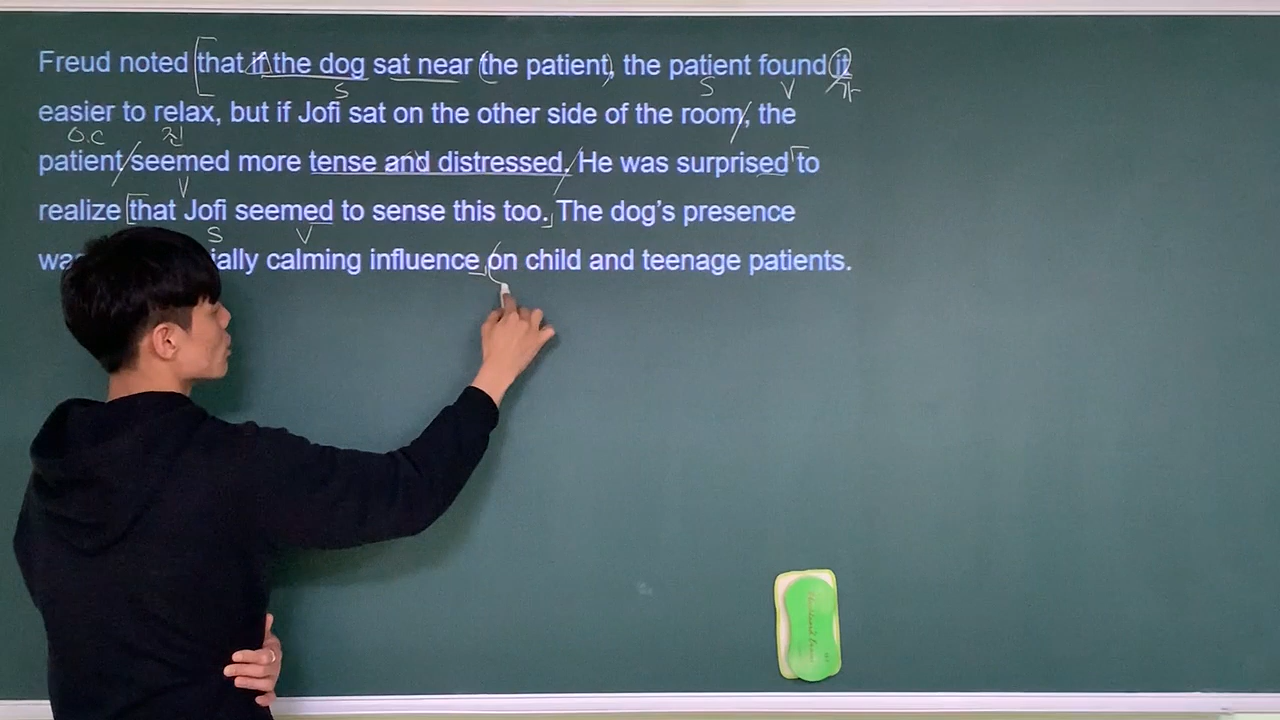 Freud noted that if the dog sat near the patient, the patient found it
S S V 가
easier to relax, but if Jofi sat on the other side of the room, the
O.C 진
patient seemed more tense and distressed. He was surprised to
V
realize that Jofi seemed to sense this too. The dog's presence
S V
ially calming influence on child and teenage patients.